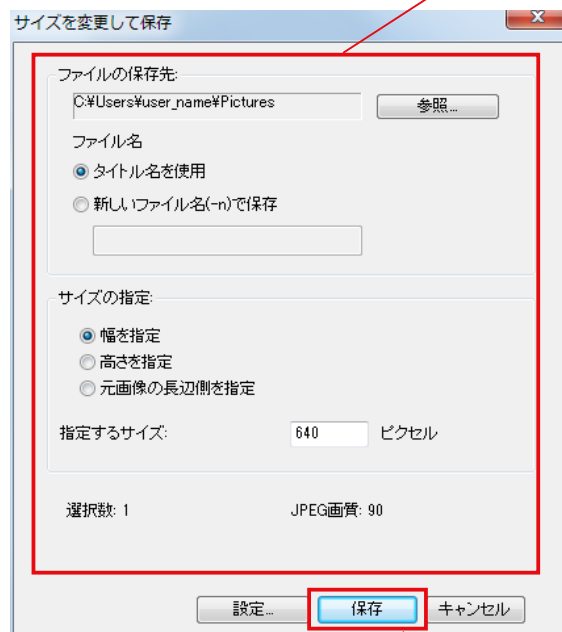 サイズを変更して保存
ファイルの保存先:
C:¥Users¥user_name¥Pictures
参照...
ファイル名
タイトル名を使用
新しいファイル名(-n)で保存
サイズの指定:
幅を指定
高さを指定
元画像の長辺側を指定
指定するサイズ: 640 ピクセル
選択数: 1 JPEG画質: 90
設定... 保存 キャンセル